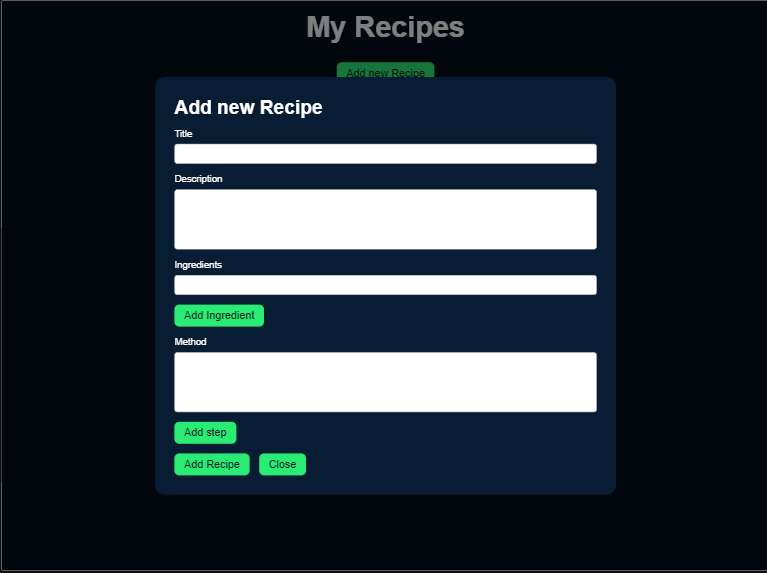 My Recipes
Add new Recipe
Add new Recipe
Title
Description
Ingredients
Add Ingredient
Method
Add step
Add Recipe Close